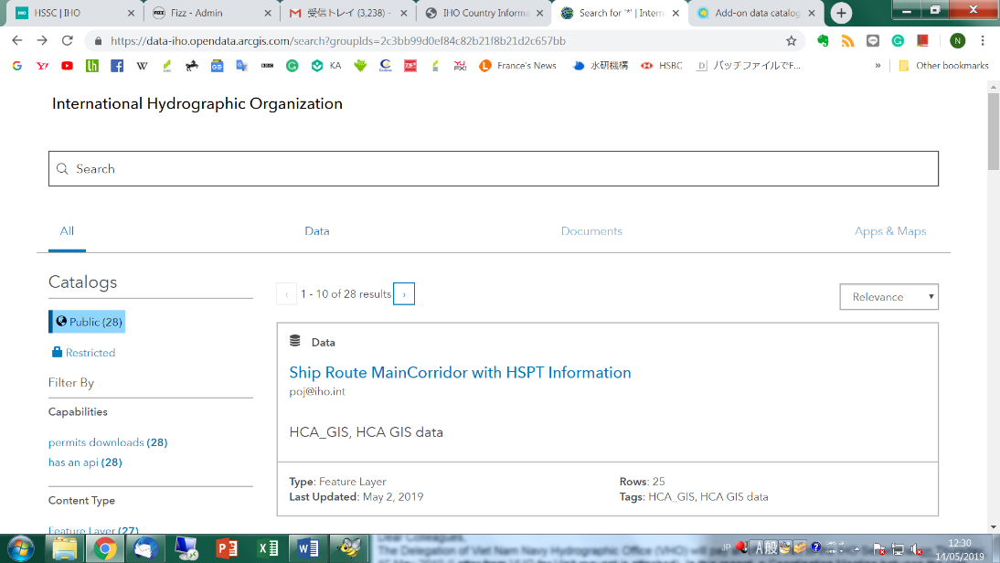 HSSC | IHO
Fizz - Admin
受信トレイ (3,238) -
IHO Country Informa
Search for '*' | Intern
Add-on data catalog
https://data-iho.opendata.arcgis.com/search?groupIds=2c3bb99d0ef84c82b21f8b21d2c657bb
N
KA
France's News
水研機構
HSBC
バッチファイルでF...
»
Other bookmarks
International Hydrographic Organization
Search
All
Data
Documents
Apps & Maps
Catalogs
1 - 10 of 28 results
Relevance
Public (28)
Restricted
Filter By
Capabilities
permits downloads (28)
has an api (28)
Content Type
Feature Layer (27)
Data
Ship Route MainCorridor with HSPT Information
poj@iho.int
HCA_GIS, HCA GIS data
Type: Feature Layer
Last Updated: May 2, 2019
Rows: 25
Tags: HCA_GIS, HCA GIS data
Dear Colleagues,
The Delegation of Viet Nam Navy Hydrographic Office (VHO) will
JP
A 般
12:30
14/05/2019